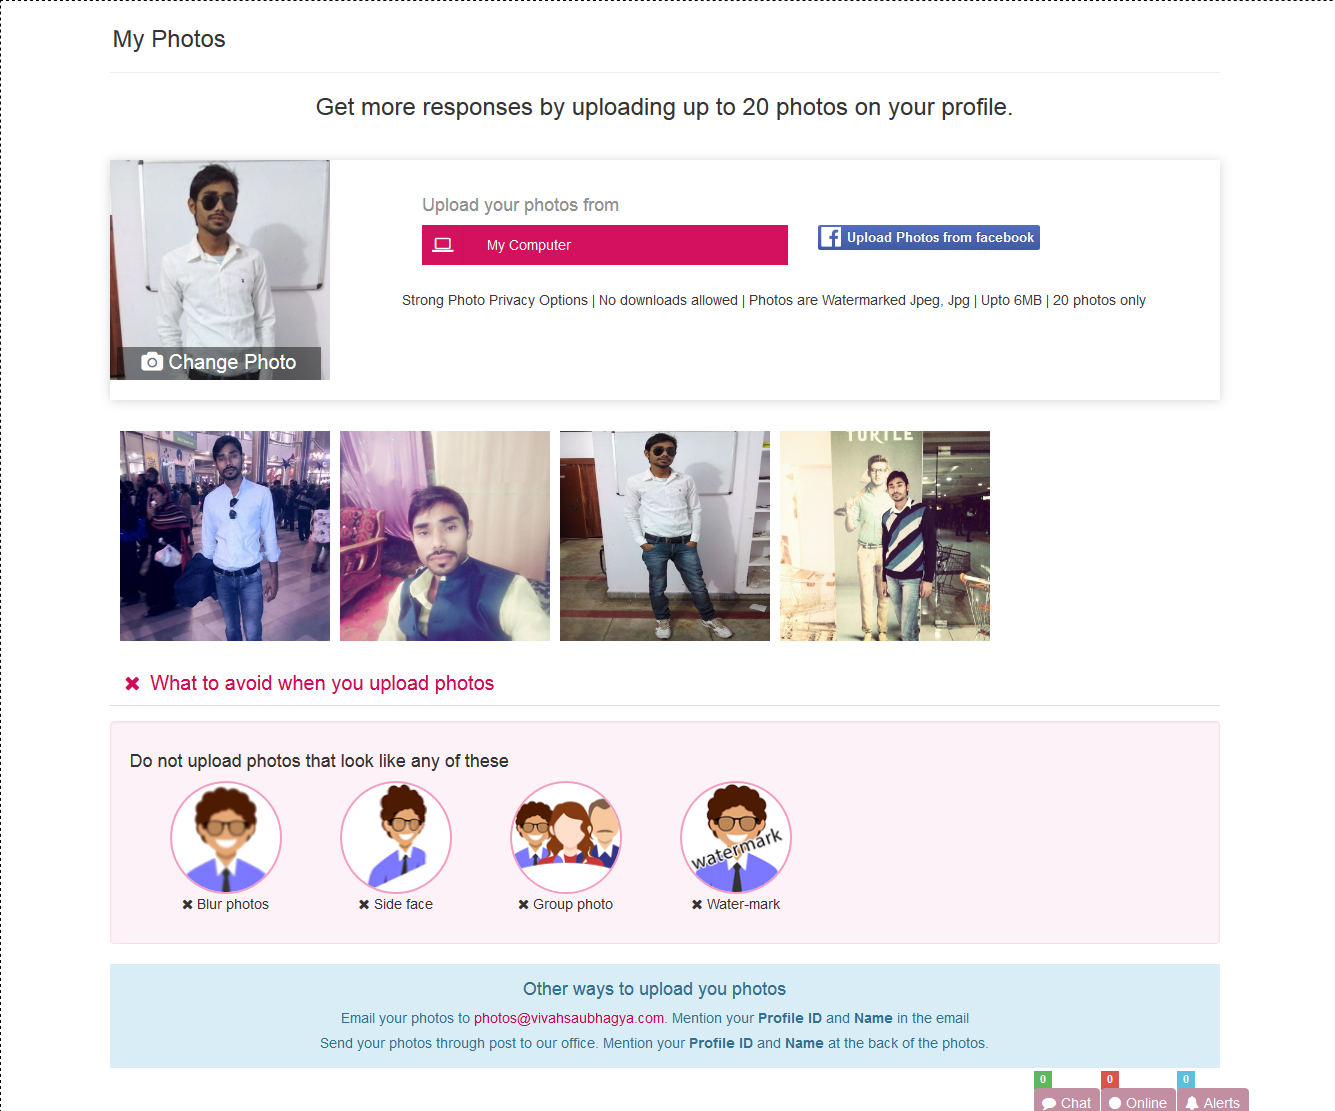 My Photos
Get more responses by uploading up to 20 photos on your profile.
Upload your photos from
My Computer
Upload Photos from facebook
Strong Photo Privacy Options | No downloads allowed | Photos are Watermarked Jpeg, Jpg | Upto 6MB | 20 photos only
Change Photo
TURTLE
What to avoid when you upload photos
Do not upload photos that look like any of these
watermark
Blur photos
Side face
Group photo
Water-mark
Other ways to upload you photos
Email your photos to photos@vivahsaubhagya.com. Mention your Profile ID and Name in the email
Send your photos through post to our office. Mention your Profile ID and Name at the back of the photos.
0 0 0
Chat Online Alerts